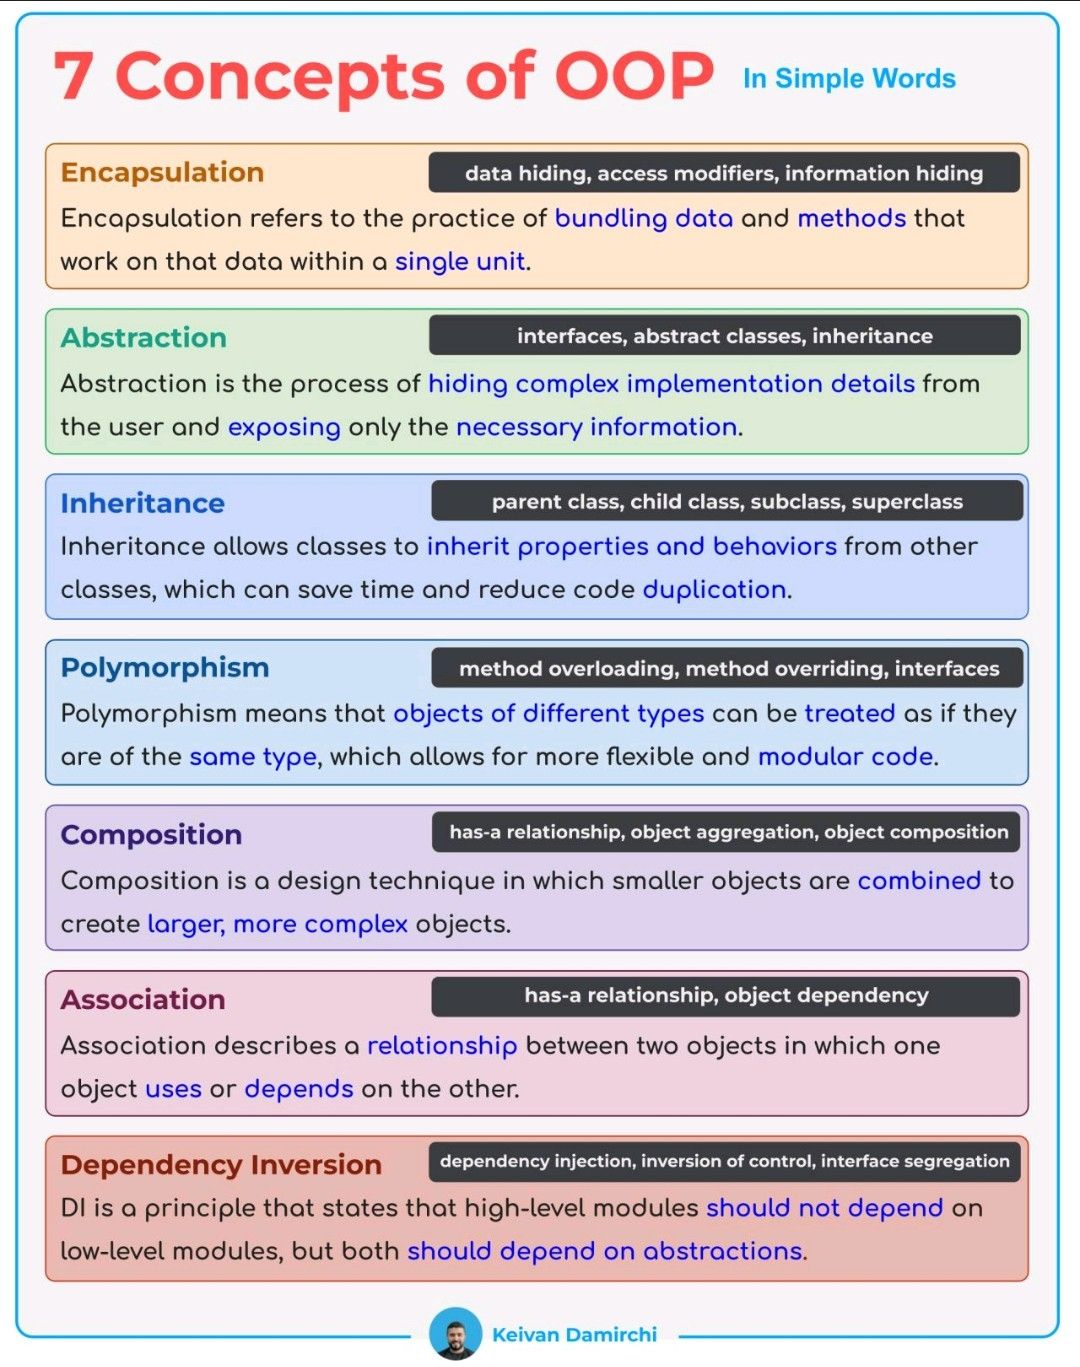 7 Concepts of OOP In Simple Words
Encapsulation
data hiding, access modifiers, information hiding
Encapsulation refers to the practice of bundling data and methods that
work on that data within a single unit.
Abstraction
interfaces, abstract classes, inheritance
Abstraction is the process of hiding complex implementation details from
the user and exposing only the necessary information.
Inheritance
parent class, child class, subclass, superclass
Inheritance allows classes to inherit properties and behaviors from other
classes, which can save time and reduce code duplication.
Polymorphism
method overloading, method overriding, interfaces
Polymorphism means that objects of different types can be treated as if they
are of the same type, which allows for more flexible and modular code.
Composition
has-a relationship, object aggregation, object composition
Composition is a design technique in which smaller objects are combined to
create larger, more complex objects.
Association
has-a relationship, object dependency
Association describes a relationship between two objects in which one
object uses or depends on the other.
Dependency Inversion
dependency injection, inversion of control, interface segregation
DI is a principle that states that high-level modules should not depend on
low-level modules, but both should depend on abstractions.
Keivan Damirchi